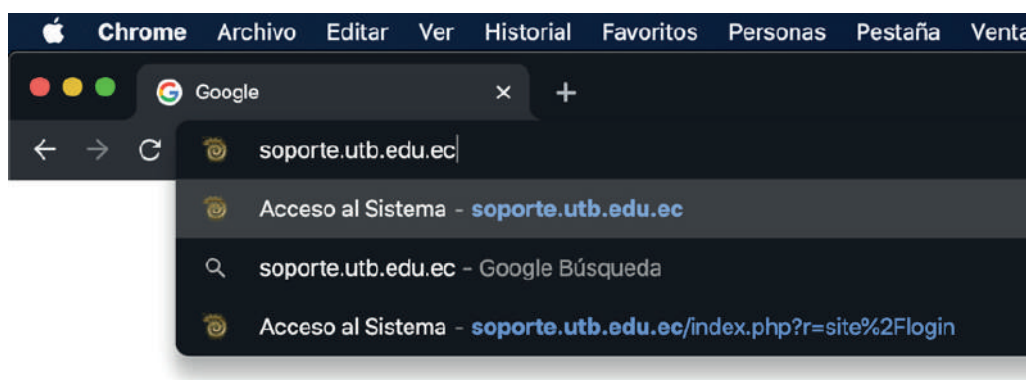 Chrome Archivo Editar Ver Historial Favoritos Personas Pestaña Venta
Google
soporte.utb.edu.ec
Acceso al Sistema - soporte.utb.edu.ec
soporte.utb.edu.ec - Google Búsqueda
Acceso al Sistema - soporte.utb.edu.ec/index.php?r=site%2Flogin